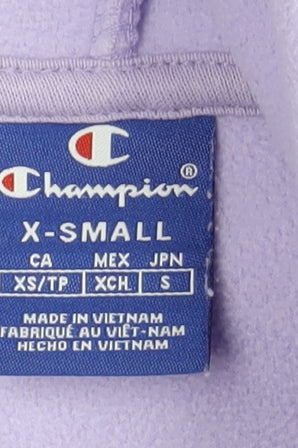 Champion®
X-SMALL
CA MEX JPN
XS/TP XCH S
MADE IN VIETNAM
FABRIQUÉ AU VIÊT-NAM
HECHO EN VIETNAM